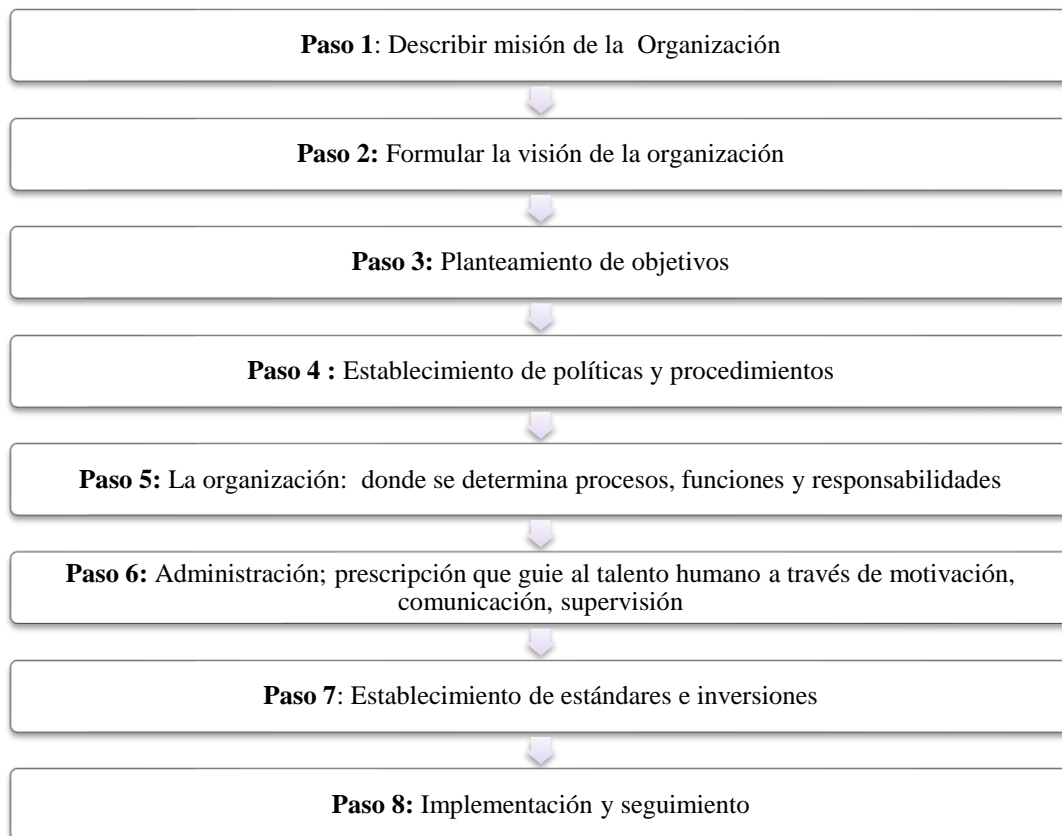 Paso 1: Describir misión de la Organización
Paso 2: Formular la visión de la organización
Paso 3: Planteamiento de objetivos
Paso 4 : Establecimiento de políticas y procedimientos
Paso 5: La organización: donde se determina procesos, funciones y responsabilidades
Paso 6: Administración; prescripción que guie al talento humano a través de motivación,
comunicación, supervisión
Paso 7: Establecimiento de estándares e inversiones
Paso 8: Implementación y seguimiento